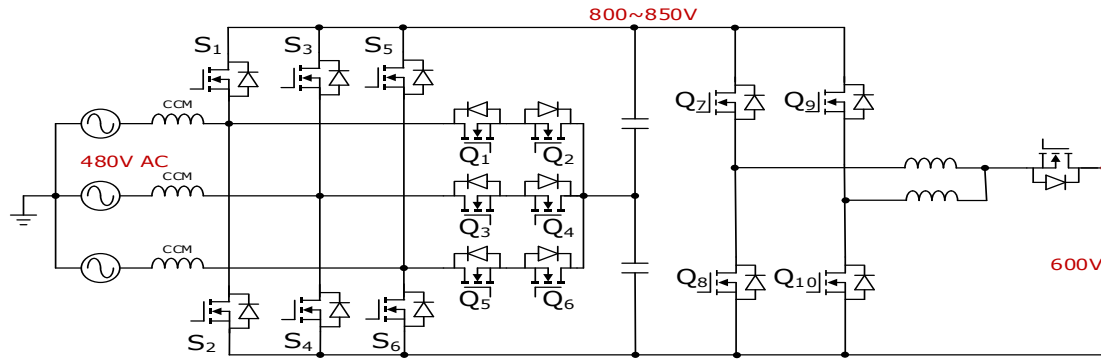 800~850V
S1
S3
S5
CCM
Q7
Q9
480V AC
Q1
Q2
CCM
Q3
Q4
CCM
Q5
Q6
Q8
Q10
600V
S2
S4
S6